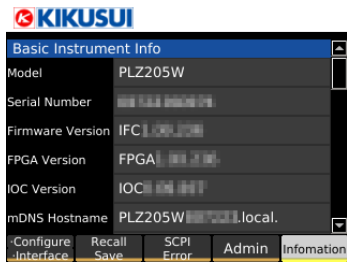 KIKUSUI
Basic Instrument Info
Model PLZ205W
Serial Number
Firmware Version IFC
FPGA Version FPGA
IOC Version IOC
mDNS Hostname PLZ205W .local.
·Configure Recall SCPI Admin Infomation
·Interface Save Error